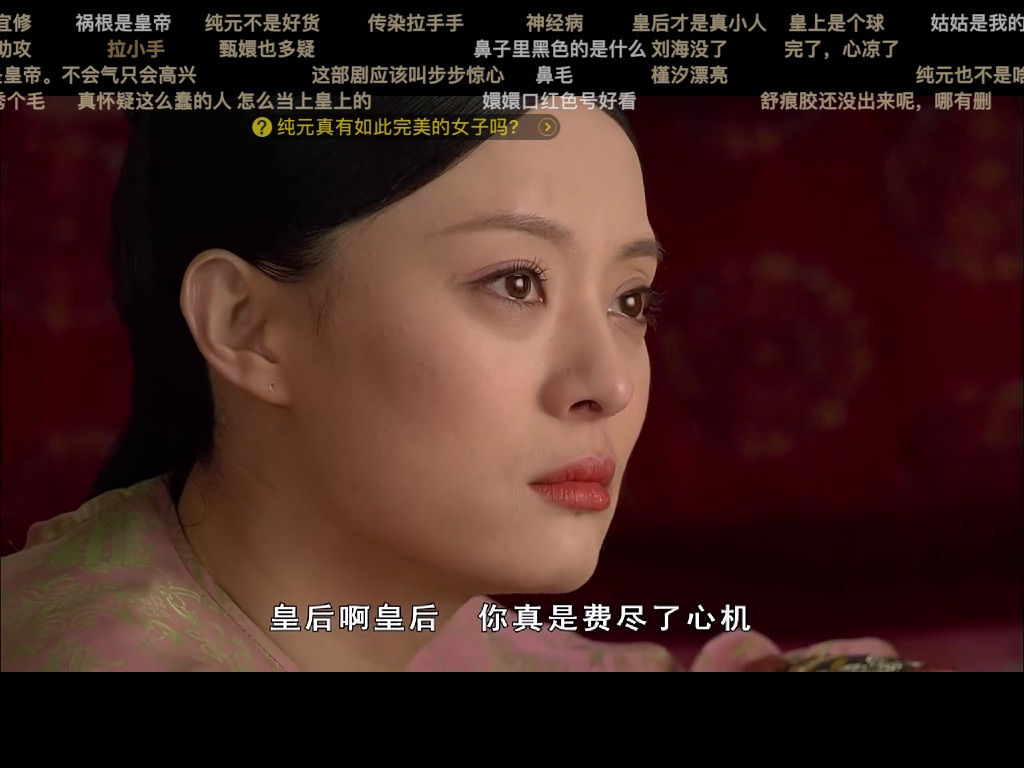 宜修 祸根是皇帝 纯元不是好货 传染拉手手 神经病 皇后才是真小人 皇上是个球 姑姑是我的
助攻 拉小手 甄嬛也多疑 鼻子里黑色的是什么 刘海没了 完了，心凉了
皇帝。不会气只会高兴 这部剧应该叫步步惊心 鼻毛 槿汐漂亮 纯元也不是啥
个毛 真怀疑这么蠢的人 怎么当上皇上的 嬛嬛口红色号好看 舒痕胶还没出来呢，哪有删
? 纯元真有如此完美的女子吗?
皇后啊皇后 你真是费尽了心机